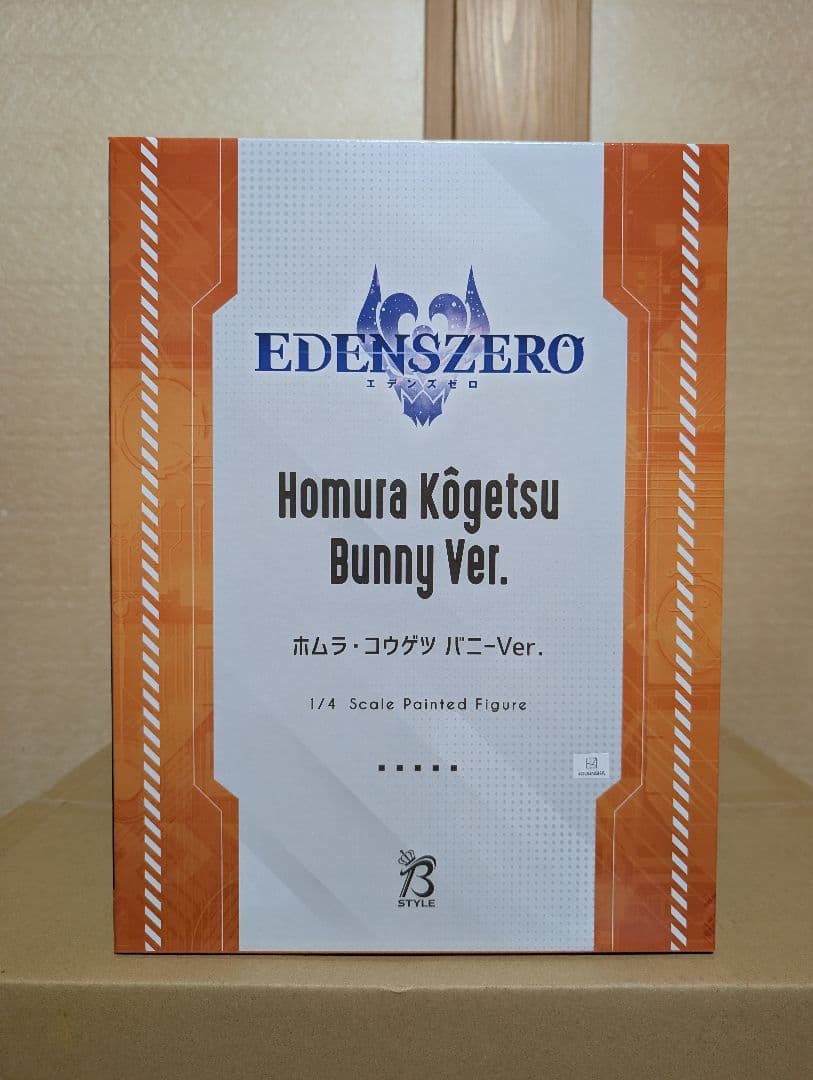 EDENSZERO
エデンズゼロ
Homura Kôgetsu
Bunny Ver.
ホムラ・コウゲツ バニーVer.
1/4 Scale Painted Figure
B
STYLE